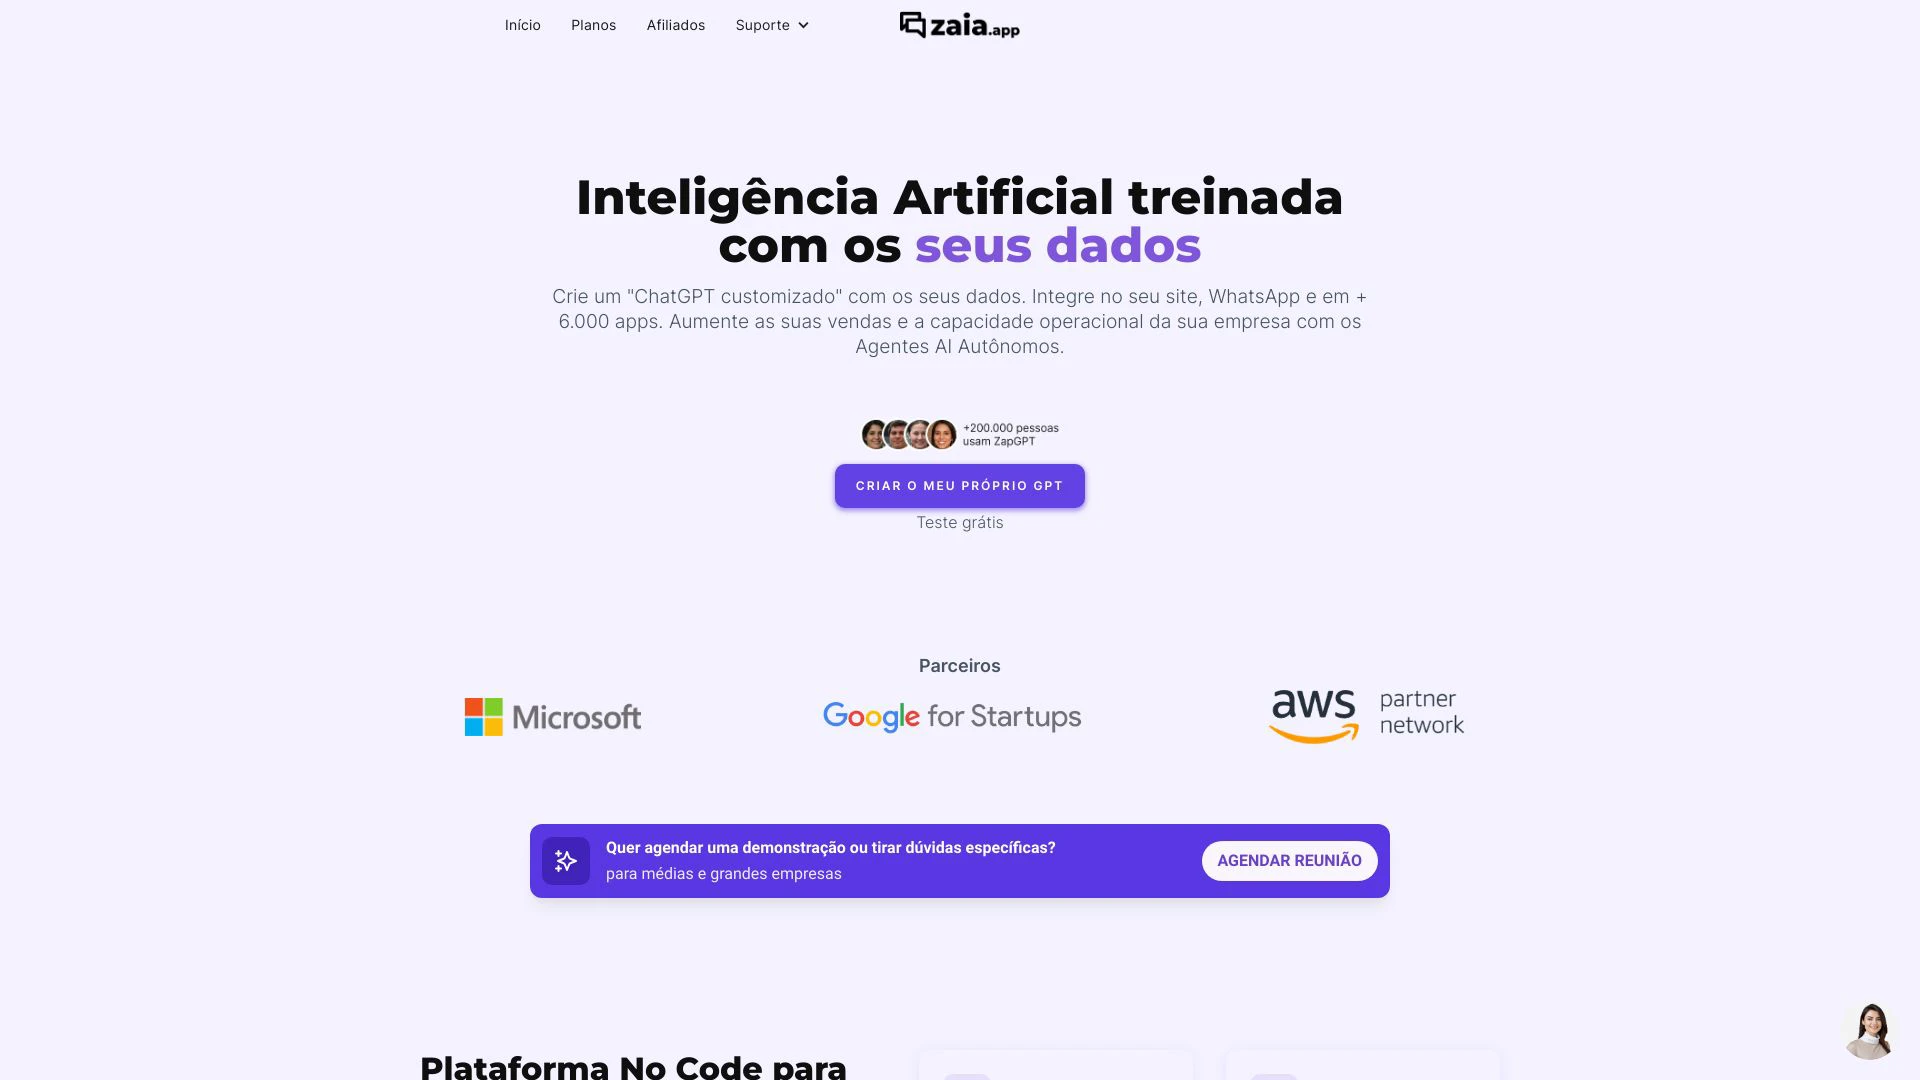 Início
Planos
Afiliados
Suporte
zaia.app
Inteligência Artificial treinada
com os seus dados
Crie um "ChatGPT customizado" com os seus dados. Integre no seu site, WhatsApp e em +
6.000 apps. Aumente as suas vendas e a capacidade operacional da sua empresa com os
Agentes AI Autônomos.
+200.000 pessoas
usam ZapGPT
CRIAR O MEU PRÓPRIO GPT
Teste grátis
Parceiros
Microsoft
Google for Startups
aws partner
network
Quer agendar uma demonstração ou tirar dúvidas específicas?
para médias e grandes empresas
AGENDAR REUNIÃO
Plataforma No Code para